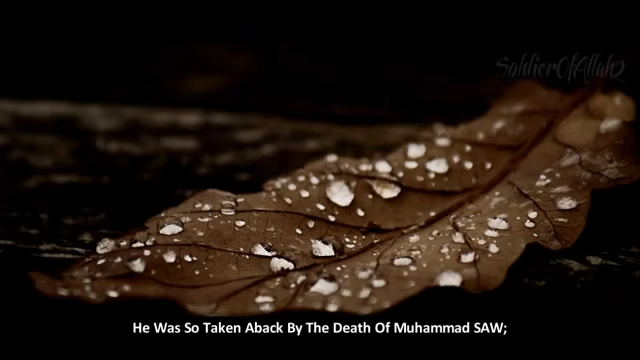 SoldierOfAllah2
He Was So Taken Aback By The Death Of Muhammad SAW;